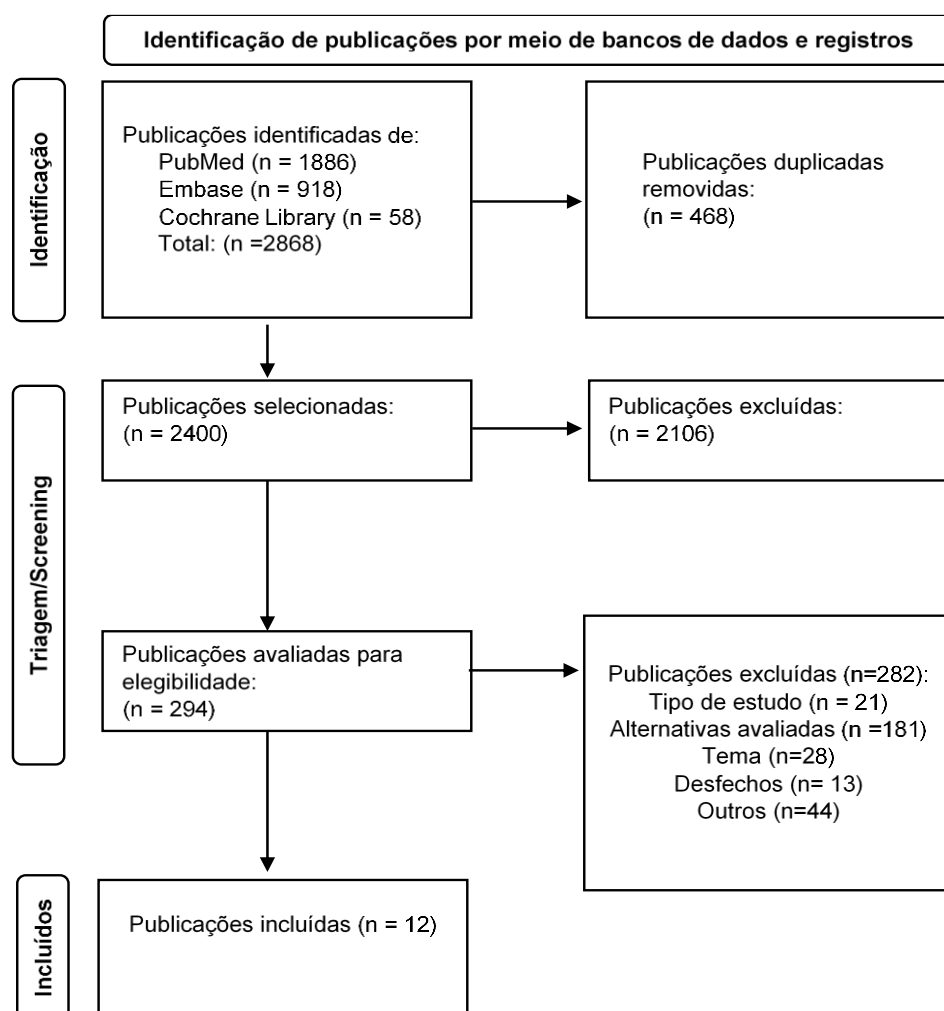 Identificação de publicações por meio de bancos de dados e registros
Identificação
Publicações identificadas de:
PubMed (n = 1886)
Embase (n = 918)
Cochrane Library (n = 58)
Total: (n =2868)
Publicações duplicadas
removidas:
(n = 468)
Triagem/Screening
Publicações selecionadas:
(n = 2400)
Publicações excluídas:
(n = 2106)
Publicações avaliadas para
elegibilidade:
(n = 294)
Publicações excluídas (n=282):
Tipo de estudo (n = 21)
Alternativas avaliadas (n =181)
Tema (n=28)
Desfechos (n= 13)
Outros (n=44)
Incluídos
Publicações incluídas (n = 12)